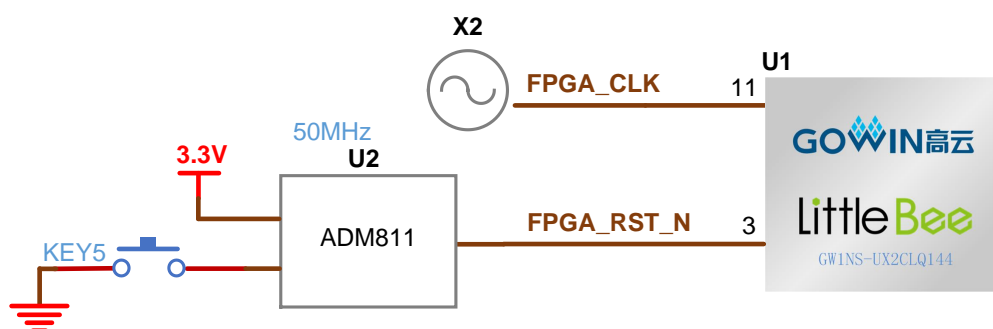 X2
U1
FPGA_CLK
11
50MHz
U2
3.3V
GOWIN高云
ADM811
FPGA_RST_N
3
LittleBee
KEY5
GW1NS-UX2CLQ144